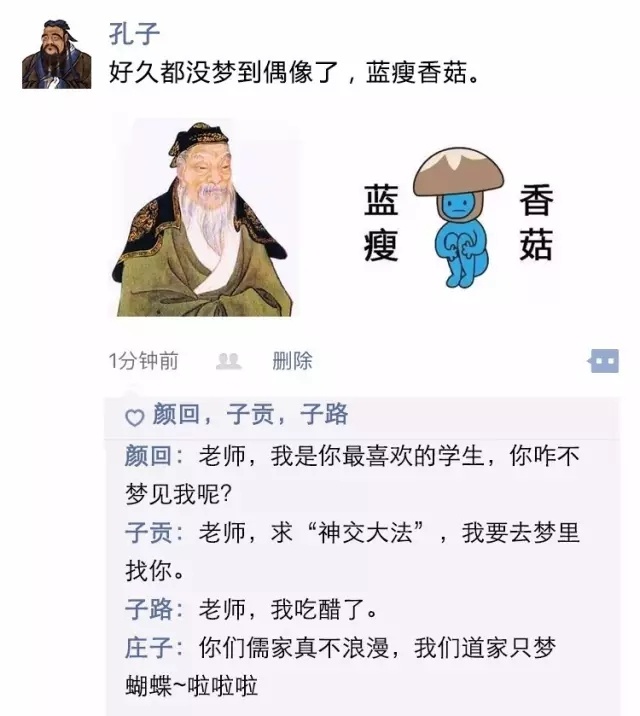 孔子
好久都没梦到偶像了，蓝瘦香菇。
蓝瘦
香菇
1分钟前
删除
颜回，子贡，子路
颜回：老师，我是你最喜欢的学生，你咋不
梦见我呢？
子贡：老师，求“神交大法”，我要去梦里
找你。
子路：老师，我吃醋了。
庄子：你们儒家真不浪漫，我们道家只梦
蝴蝶~啦啦啦